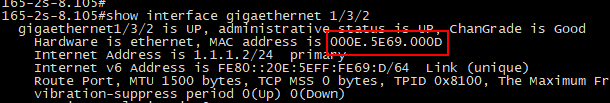 165-2s-8.105#
165-2s-8.105#show interface gigaethernet 1/3/2
gigaethernet1/3/2 is UP, administrative status is UP, ChanGrade is Good
Hardware is ethernet, MAC address is 000E.5E69.000D
Internet Address is 1.1.1.2/24 primary
Internet v6 Address is FE80::20E:5EFF:FE69:D/64 Link (unique)
Route Port, MTU 1500 bytes, TCP MSS 0 bytes, TPID 0x8100, The Maximum Fr
vibration-suppress period 0(Up) 0(Down)